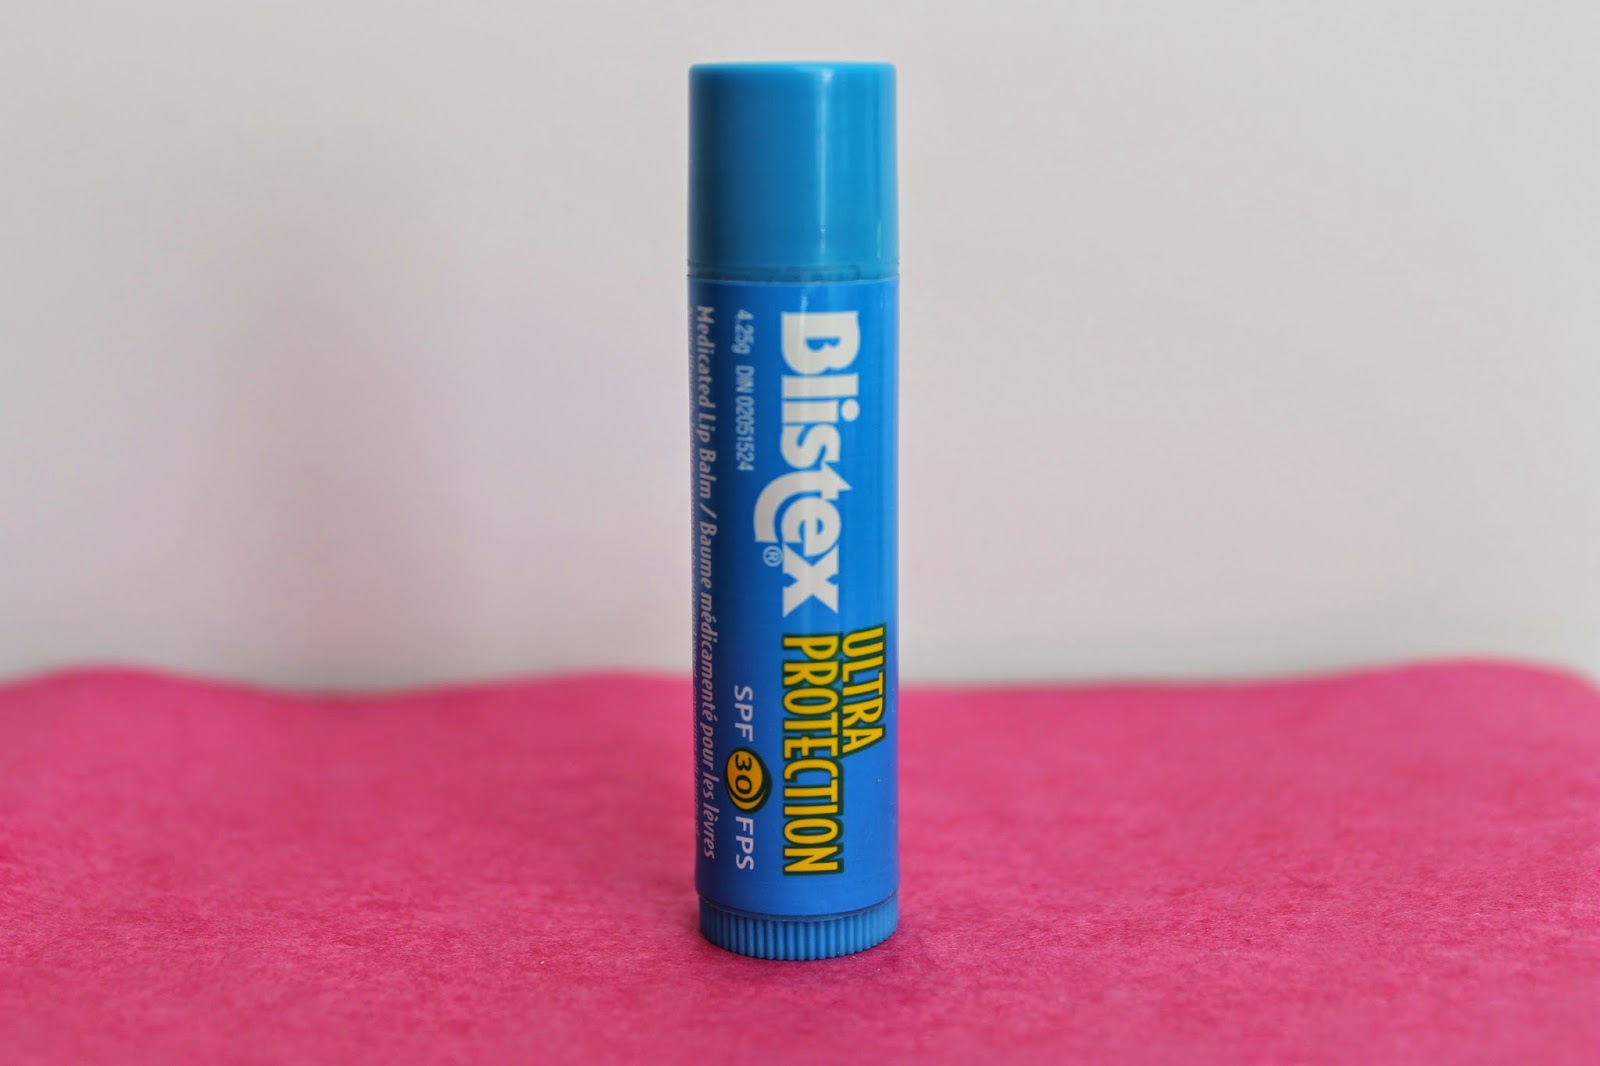 Blistex®
ULTRA
PROTECTION
4.25g DIN 02051524
SPF 30 FPS
Medicated Lip Balm / Baume médicamenté pour les lèvres